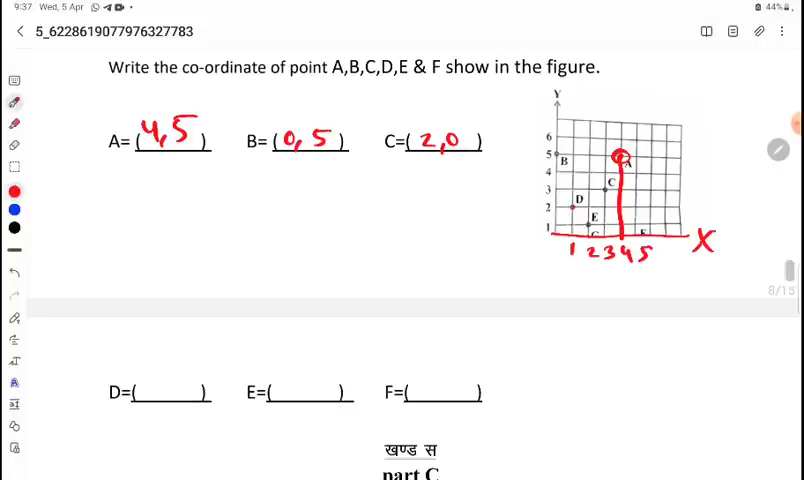 9:37 Wed, 5 Apr 44%
5_6228619077976327783
Write the co-ordinate of point A,B,C,D,E & F show in the figure.
A= (4,5) B= (0,5) C=(2,0)
Y
6
5 B A
4
3 C
2 D
1 E
1 2 3 4 5 X
8/15
D=( ) E=( ) F=( )
खण्ड स
part C